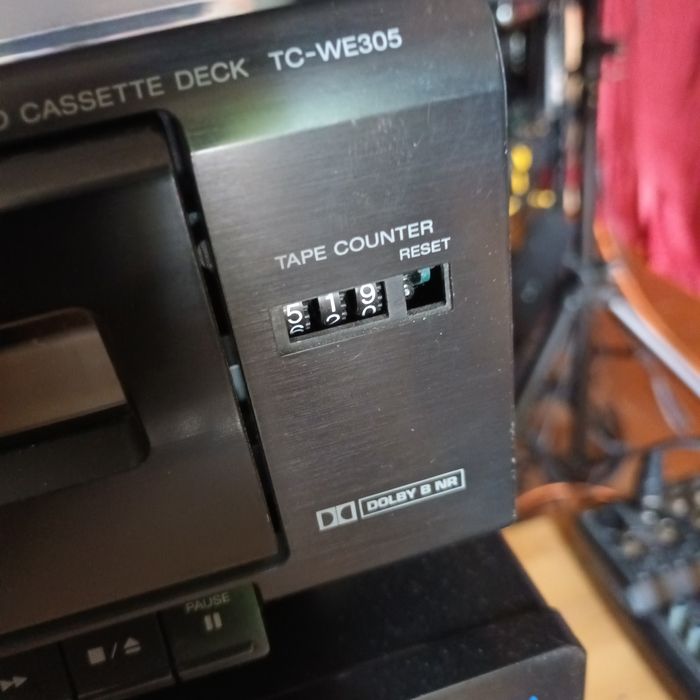 CASSETTE DECK TC-WE305
TAPE COUNTER
RESET
519
DOLBY B NR
PAUSE